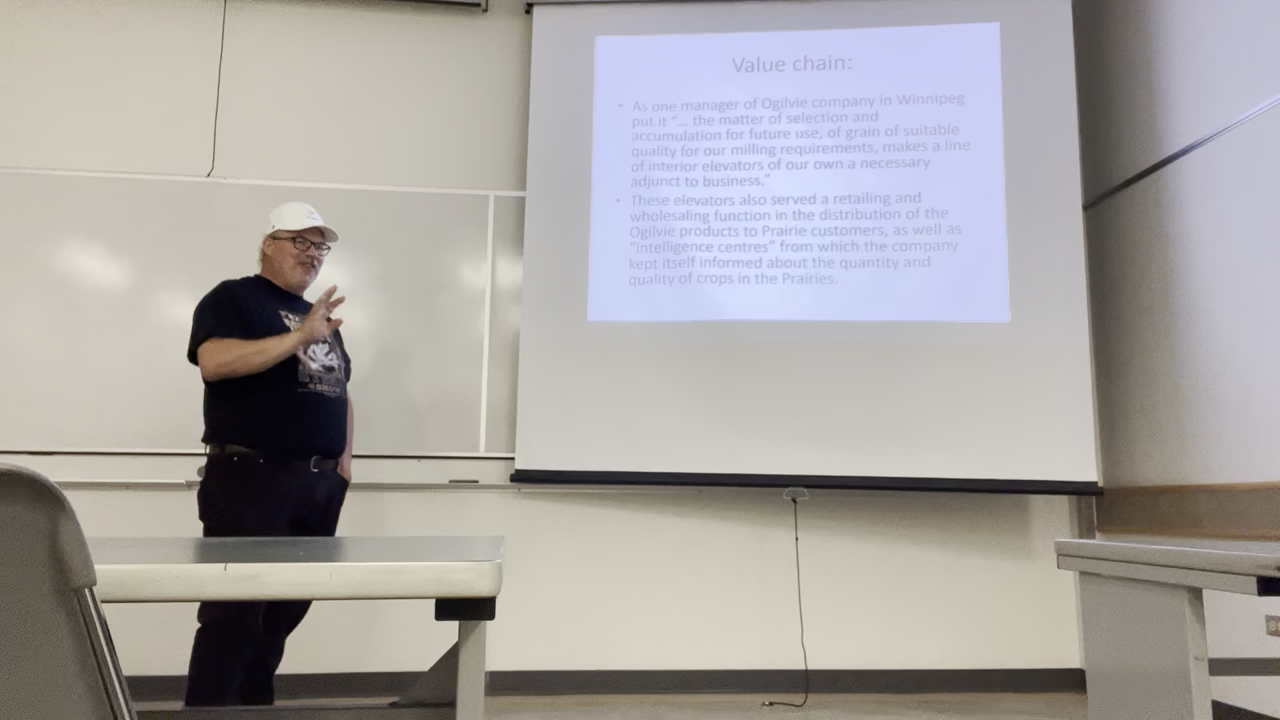 Value chain:
• As one manager of Ogilvie company in Winnipeg
put it “... the matter of selection and
accumulation for future use, of grain of suitable
quality for our milling requirements, makes a line
of interior elevators of our own a necessary
adjunct to business.”
• These elevators also served a retailing and
wholesaling function in the distribution of the
Ogilvie products to Prairie customers, as well as
“intelligence centres” from which the company
kept itself informed about the quantity and
quality of crops in the Prairies.